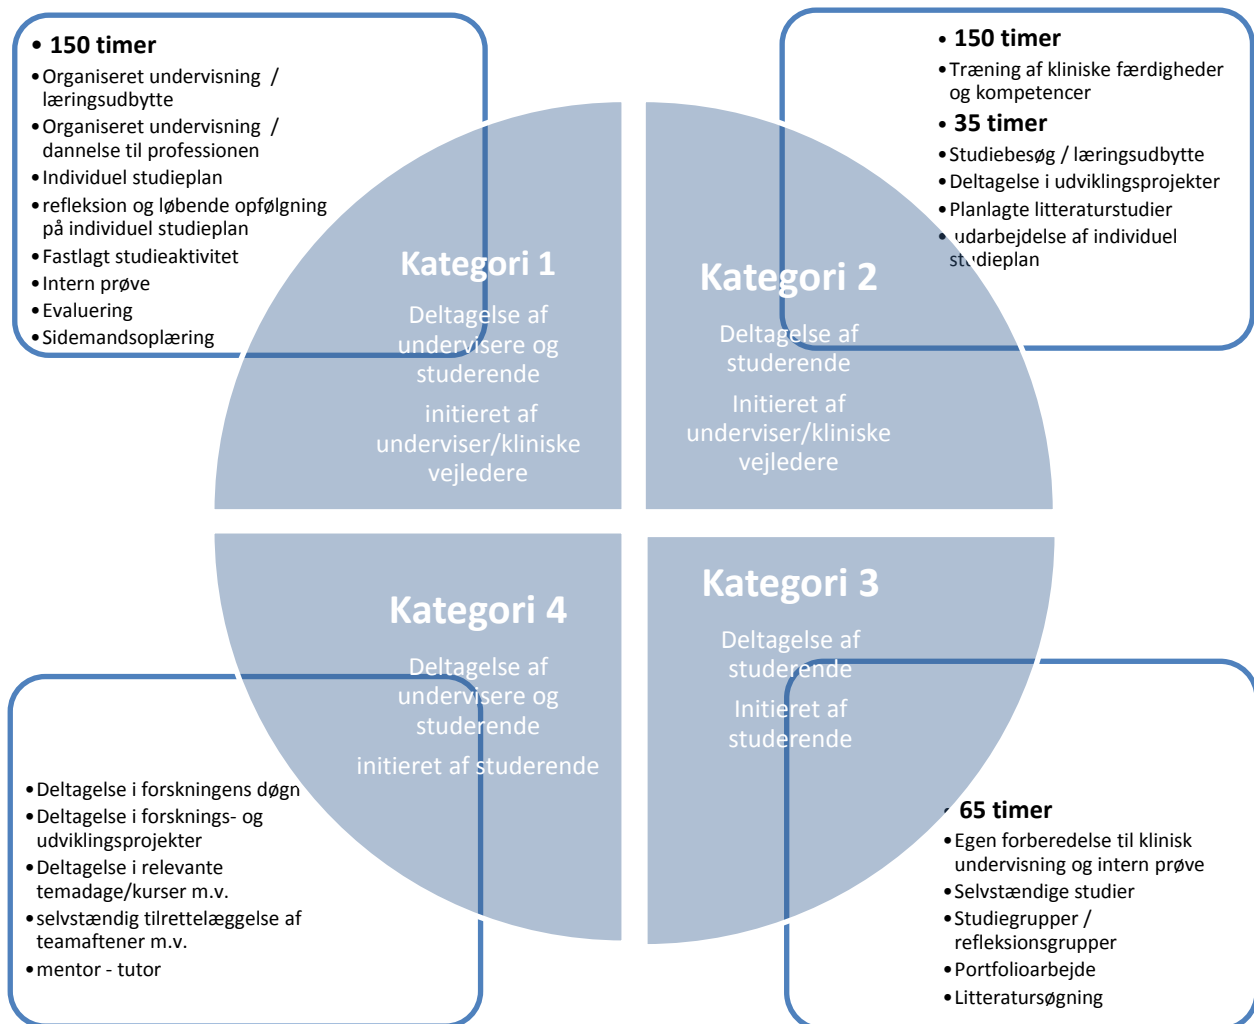 • 150 timer
•Organiseret undervisning /
læringsudbytte
•Organiseret undervisning /
dannelse til professionen
•Individuel studieplan
•refleksion og løbende opfølgning
på individuel studieplan
•Fastlagt studieaktivitet
•Intern prøve
•Evaluering
•Sidemandsoplæring
Kategori 1
Deltagelse af
undervisere og
studerende
initieret af
underviser/kliniske
vejledere
• 150 timer
•Træning af kliniske færdigheder
og kompetencer
• 35 timer
•Studiebesøg / læringsudbytte
•Deltagelse i udviklingsprojekter
•Planlagte litteraturstudier
•udarbejdelse af individuel
studieplan
Kategori 2
Deltagelse af
studerende
Initieret af
underviser/kliniske
vejledere
Kategori 4
Deltagelse af
undervisere og
studerende
initieret af studerende
•Deltagelse i forskningens døgn
•Deltagelse i forsknings- og
udviklingsprojekter
•Deltagelse i relevante
temadage/kurser m.v.
•selvstændig tilrettelæggelse af
teamaftener m.v.
•mentor - tutor
Kategori 3
Deltagelse af
studerende
Initieret af
studerende
• 65 timer
•Egen forberedelse til klinisk
undervisning og intern prøve
•Selvstændige studier
•Studiegrupper /
refleksionsgrupper
•Portfolioarbejde
•Litteratursøgning